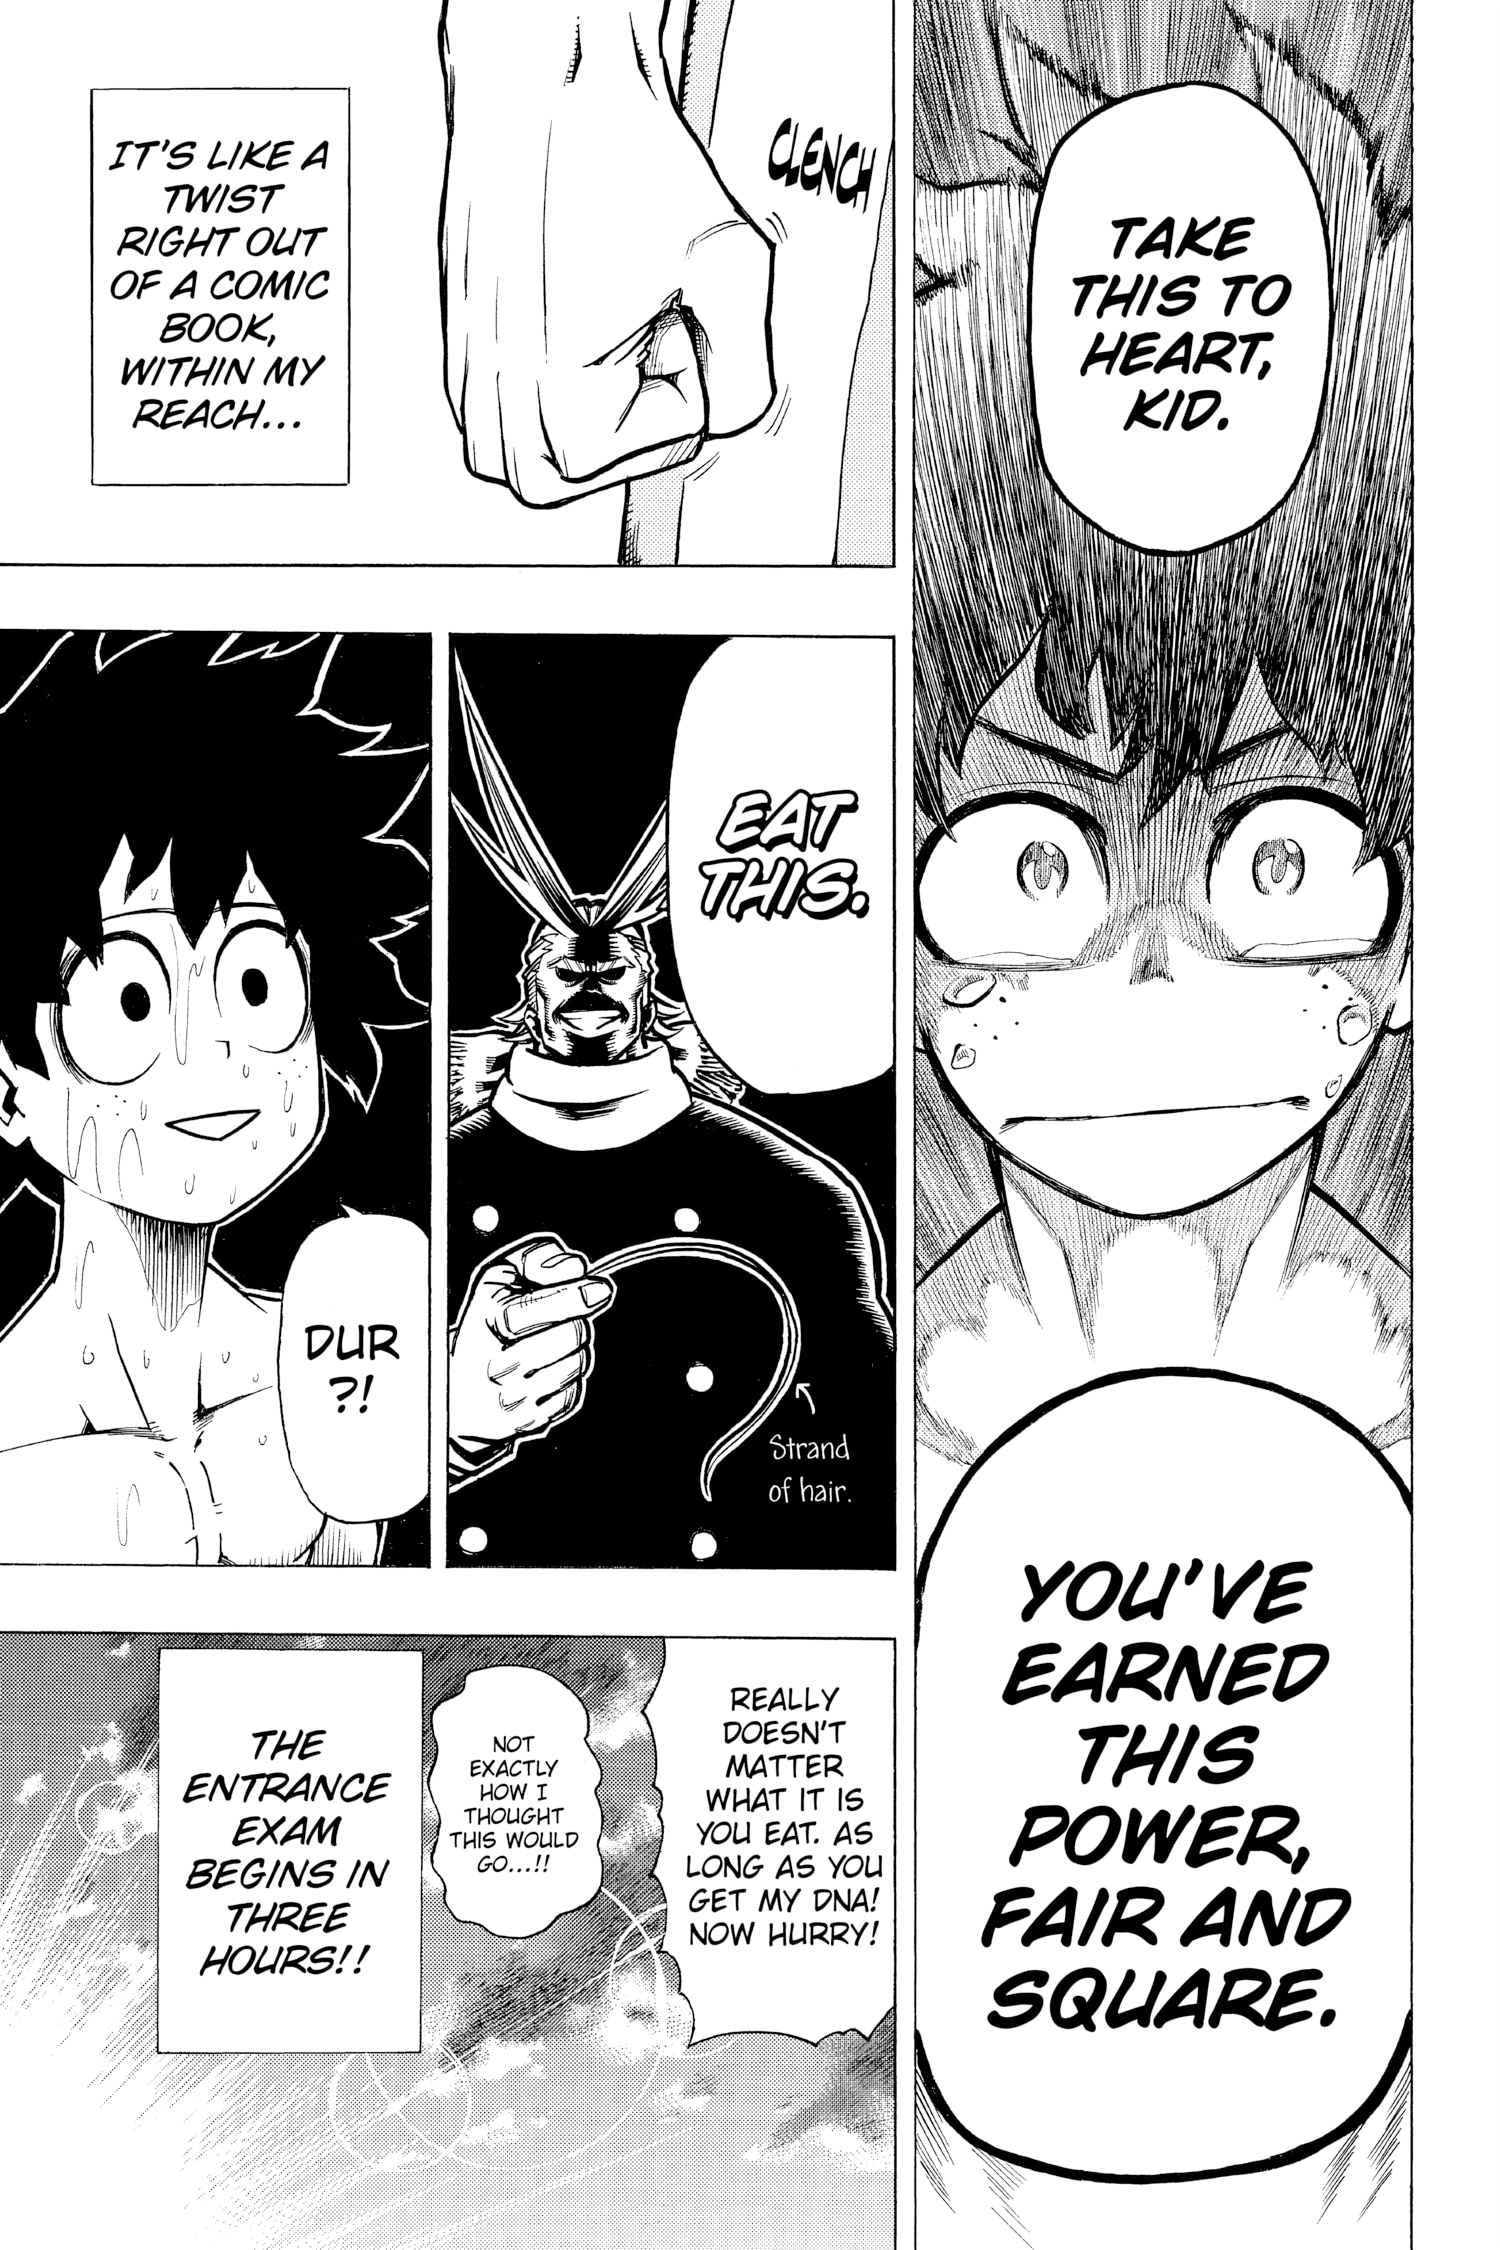 TAKE
THIS TO
HEART,
KID.
YOU'VE
EARNED
THIS
POWER,
FAIR AND
SQUARE.
CLENCH
IT'S LIKE A
TWIST
RIGHT OUT
OF A COMIC
BOOK,
WITHIN MY
REACH...
EAT
THIS.
Strand
of hair.
DUR
?!
REALLY
DOESN'T
MATTER
WHAT IT IS
YOU EAT. AS
LONG AS YOU
GET MY DNA!
NOW HURRY!
NOT
EXACTLY
HOW I
THOUGHT
THIS WOULD
GO...!!
THE
ENTRANCE
EXAM
BEGINS IN
THREE
HOURS!!